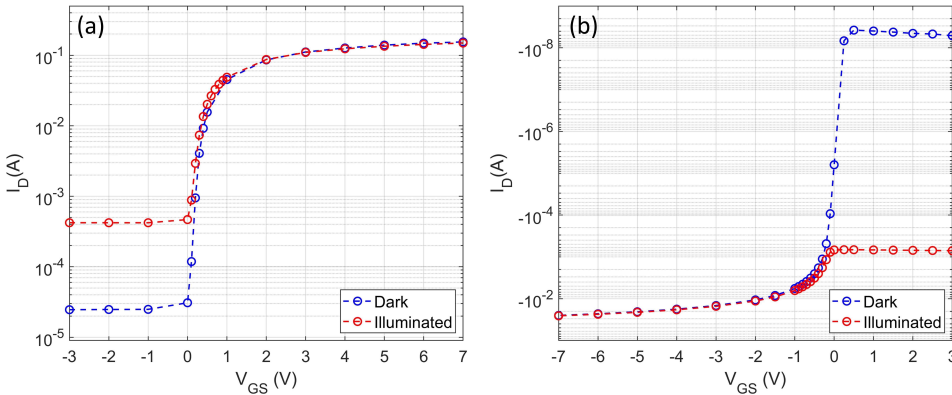 (a)
I_D(A)
10^-1
10^-2
10^-3
10^-4
10^-5
-3 -2 -1 0 1 2 3 4 5 6 7
V_GS (V)
Dark
Illuminated
(b)
I_D(A)
-10^-8
-10^-6
-10^-4
-10^-2
-7 -6 -5 -4 -3 -2 -1 0 1 2 3
V_GS (V)
Dark
Illuminated